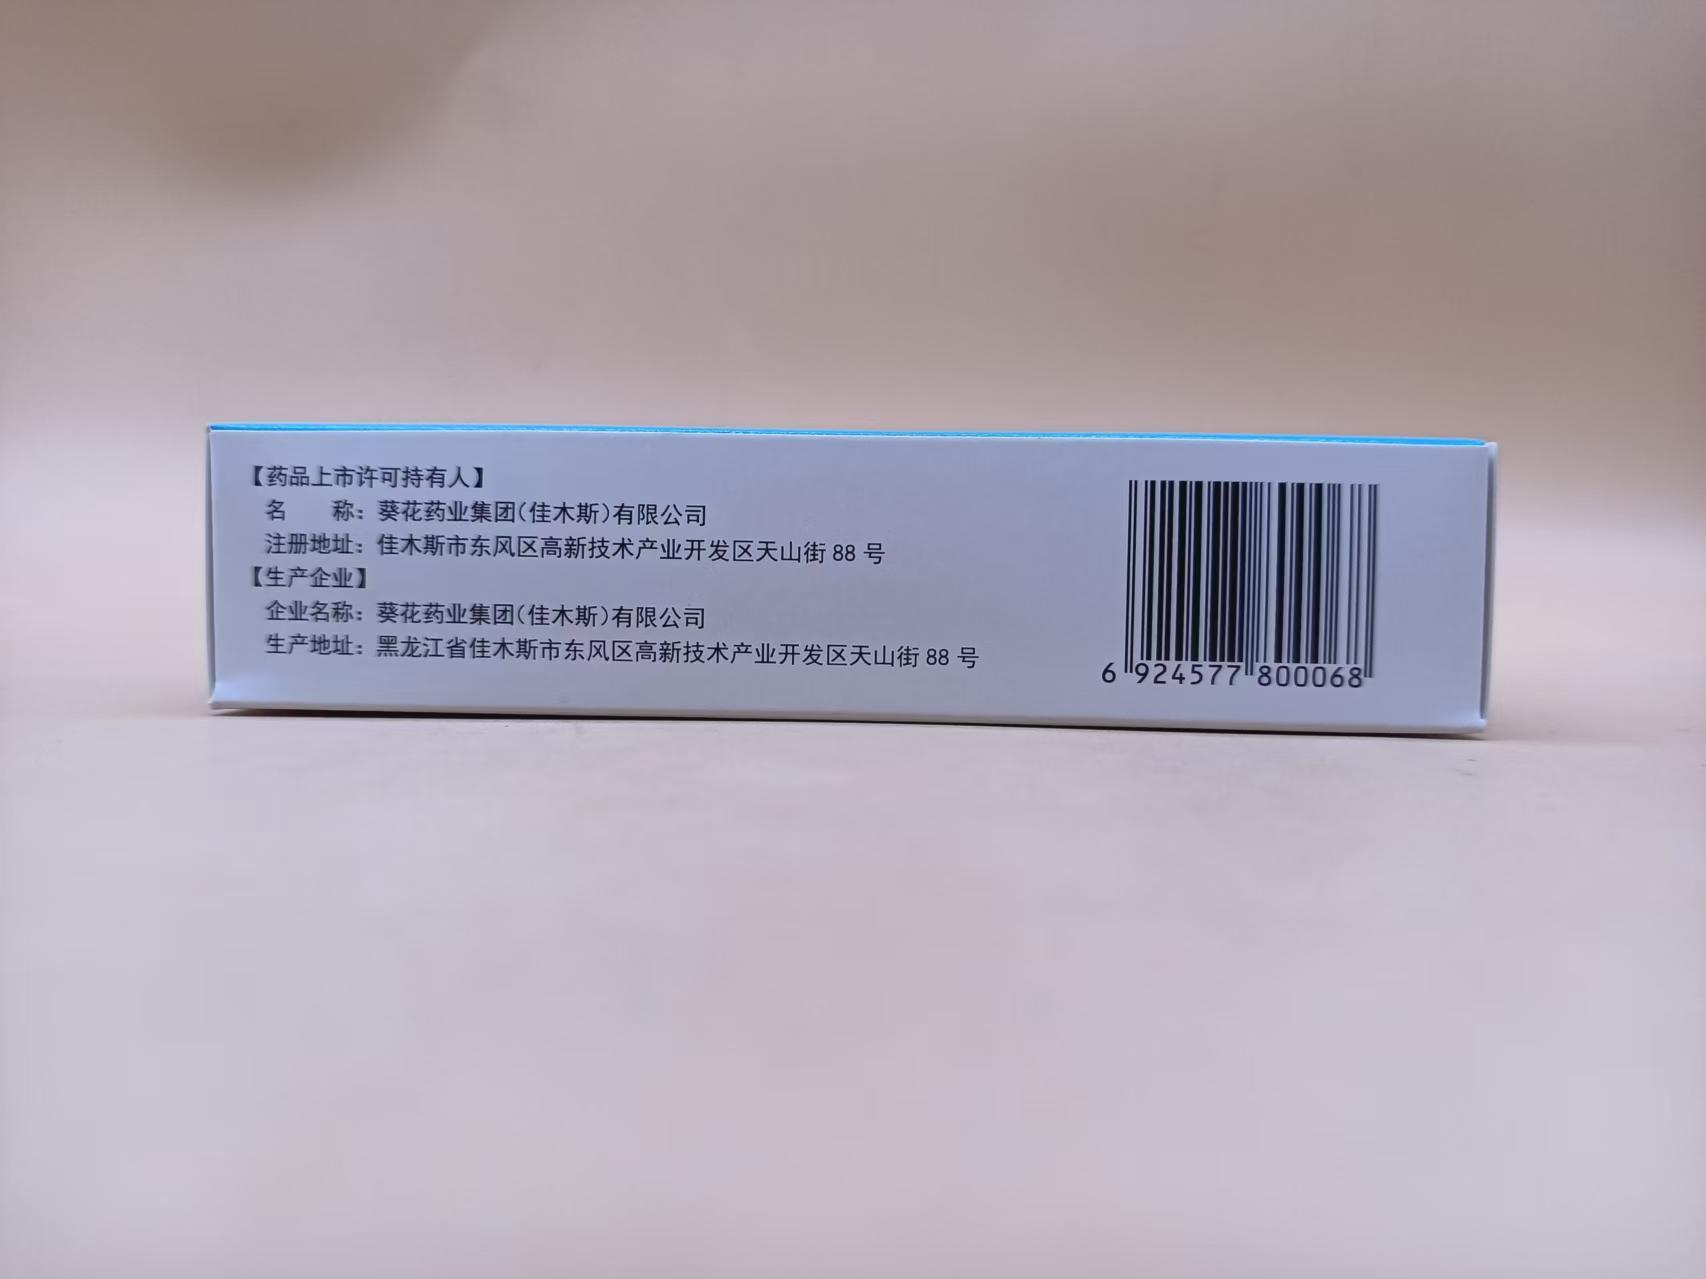 【药品上市许可持有人】
名　　称：葵花药业集团（佳木斯）有限公司
注册地址：佳木斯市东风区高新技术产业开发区天山街 88 号
【生产企业】
企业名称：葵花药业集团（佳木斯）有限公司
生产地址：黑龙江省佳木斯市东风区高新技术产业开发区天山街 88 号
6 924577 800068